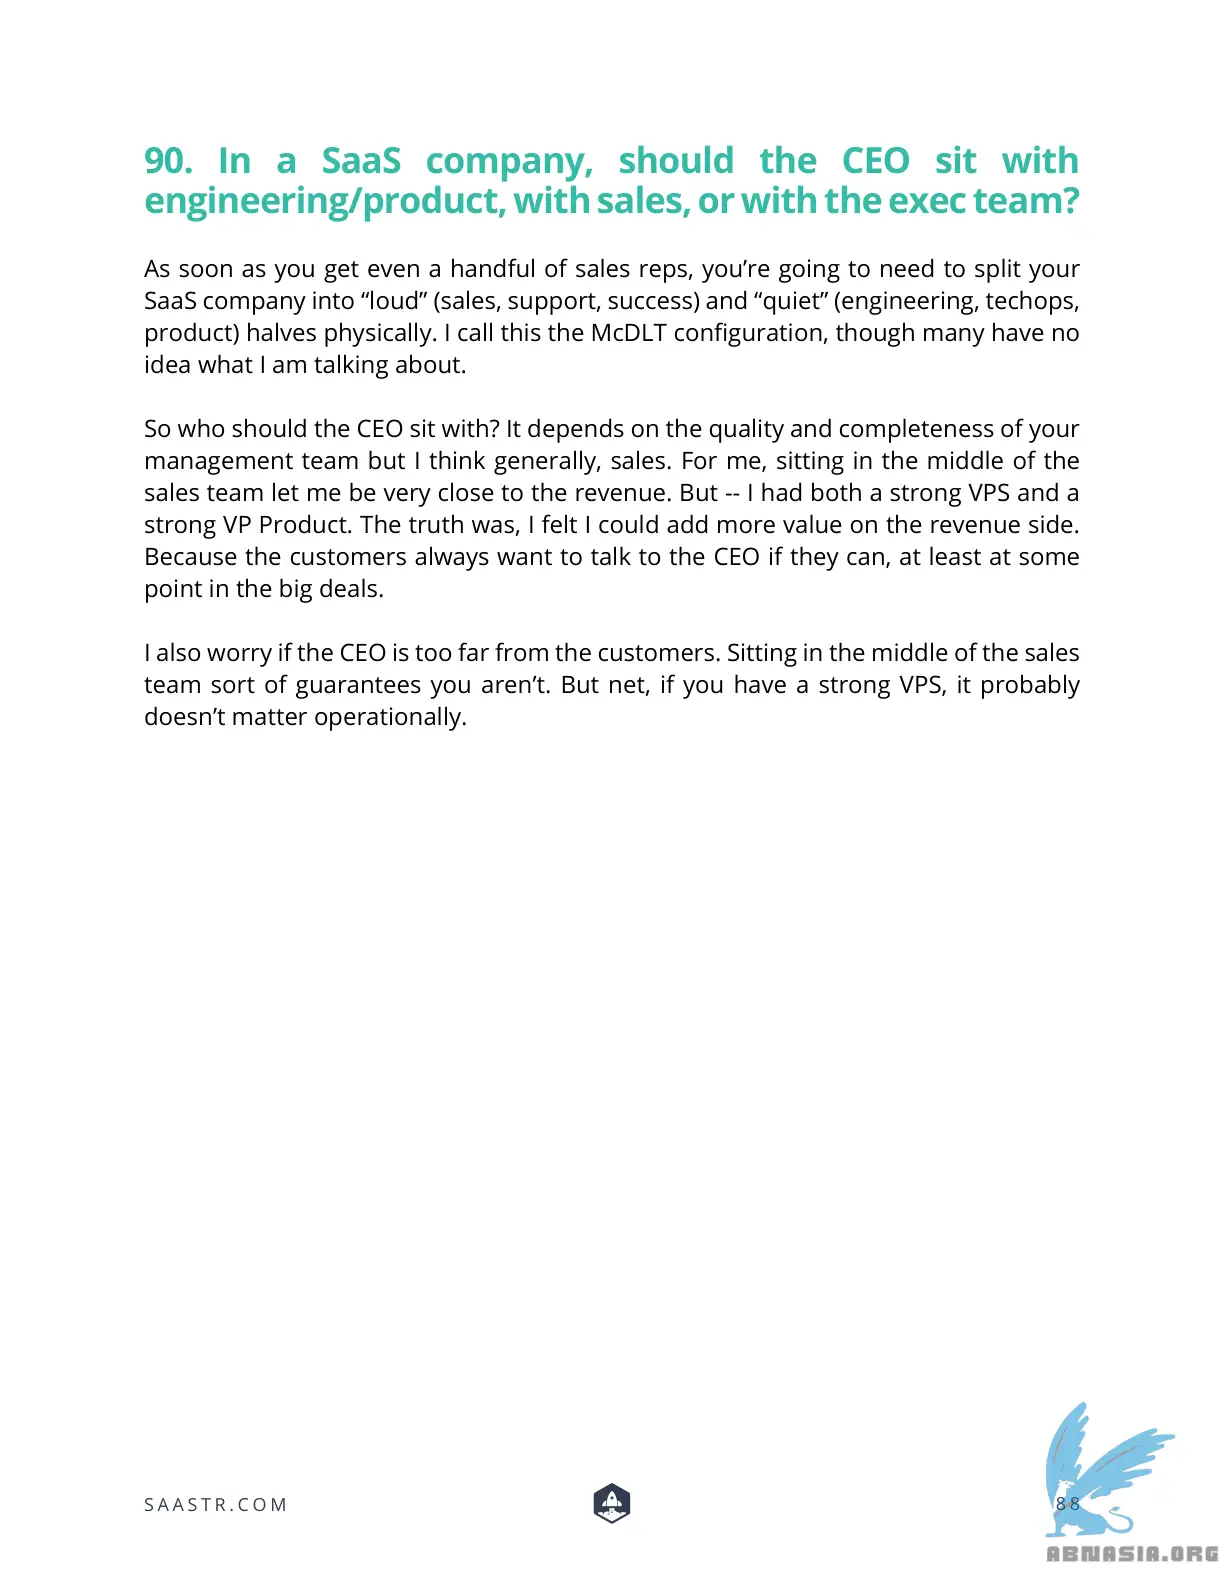 90. In a SaaS company, should the CEO sit with
engineering/product, with sales, or with the exec team?
As soon as you get even a handful of sales reps, you’re going to need to split your
SaaS company into “loud” (sales, support, success) and “quiet” (engineering, techops,
product) halves physically. I call this the McDLT configuration, though many have no
idea what I am talking about.
So who should the CEO sit with? It depends on the quality and completeness of your
management team but I think generally, sales. For me, sitting in the middle of the
sales team let me be very close to the revenue. But -- I had both a strong VPS and a
strong VP Product. The truth was, I felt I could add more value on the revenue side.
Because the customers always want to talk to the CEO if they can, at least at some
point in the big deals.
I also worry if the CEO is too far from the customers. Sitting in the middle of the sales
team sort of guarantees you aren’t. But net, if you have a strong VPS, it probably
doesn’t matter operationally.
SAASTR.COM
88
ABNASIA.ORG